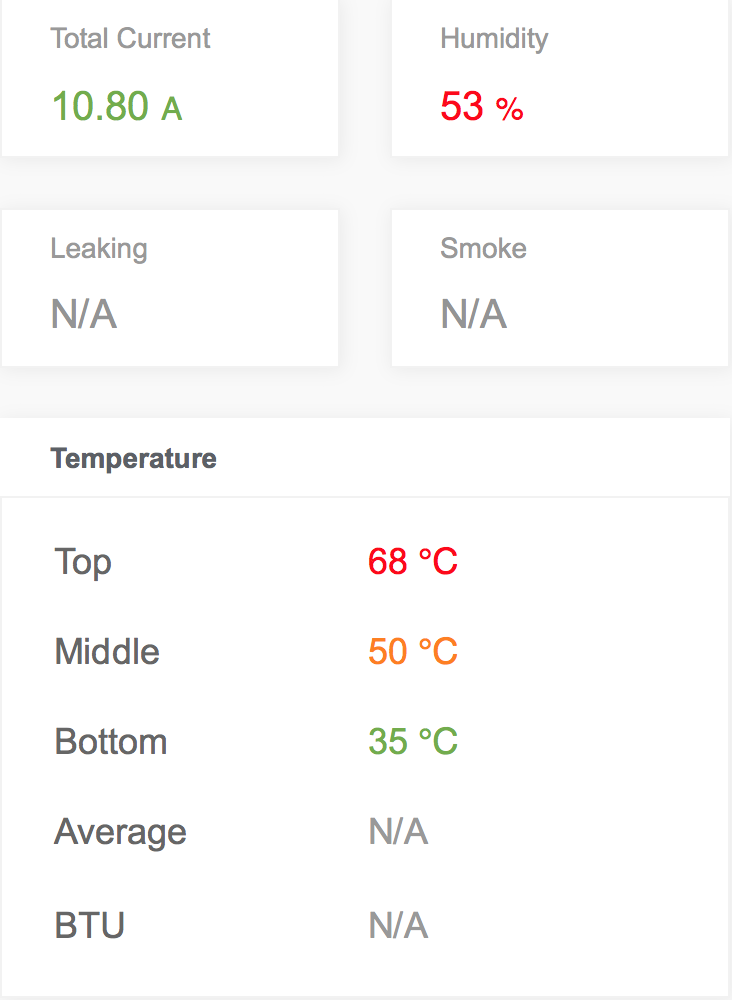 Total Current
Humidity
10.80 A
53 %
Leaking
Smoke
N/A
N/A
Temperature
Top 68 °C
Middle 50 °C
Bottom 35 °C
Average N/A
BTU N/A